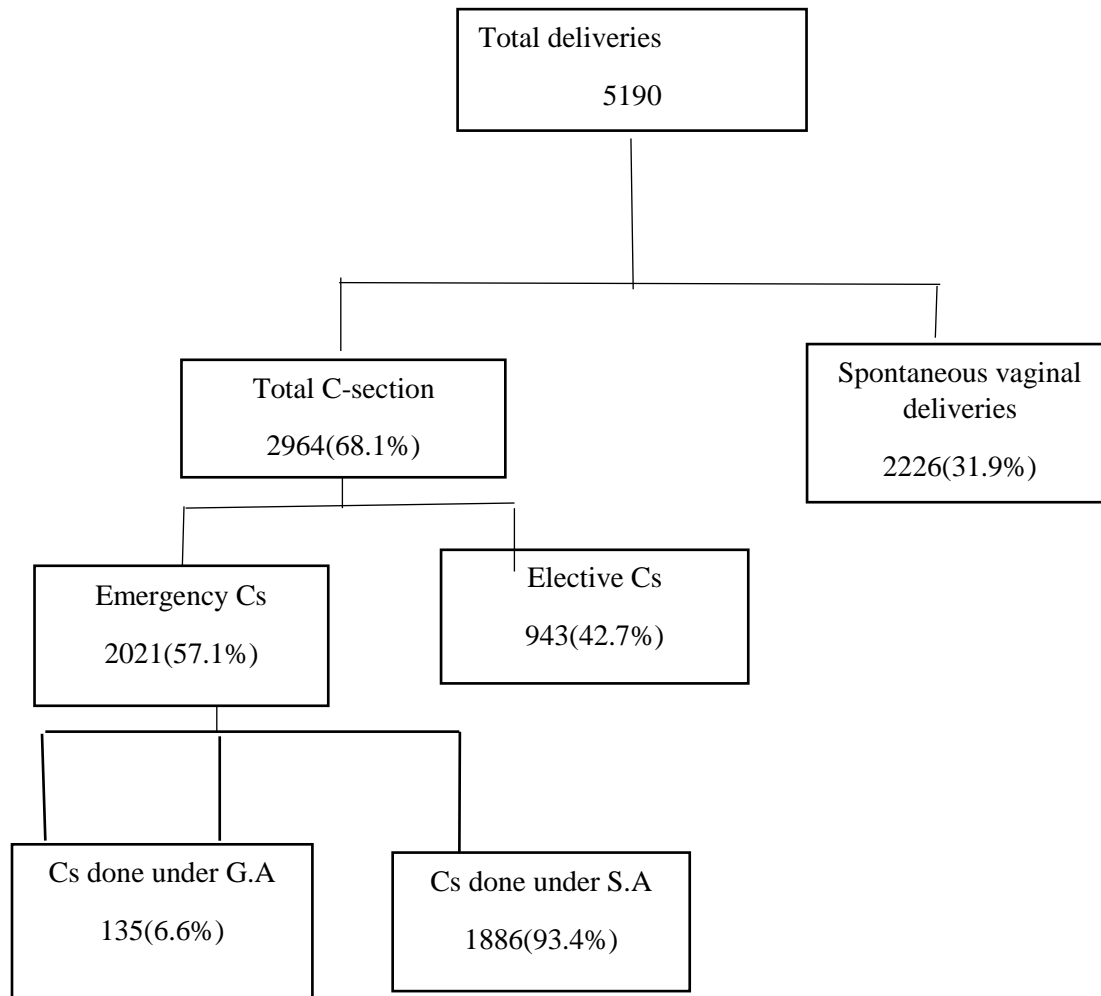 Total deliveries
5190
Total C-section
2964(68.1%)
Spontaneous vaginal
deliveries
2226(31.9%)
Emergency Cs
2021(57.1%)
Elective Cs
943(42.7%)
Cs done under G.A
135(6.6%)
Cs done under S.A
1886(93.4%)